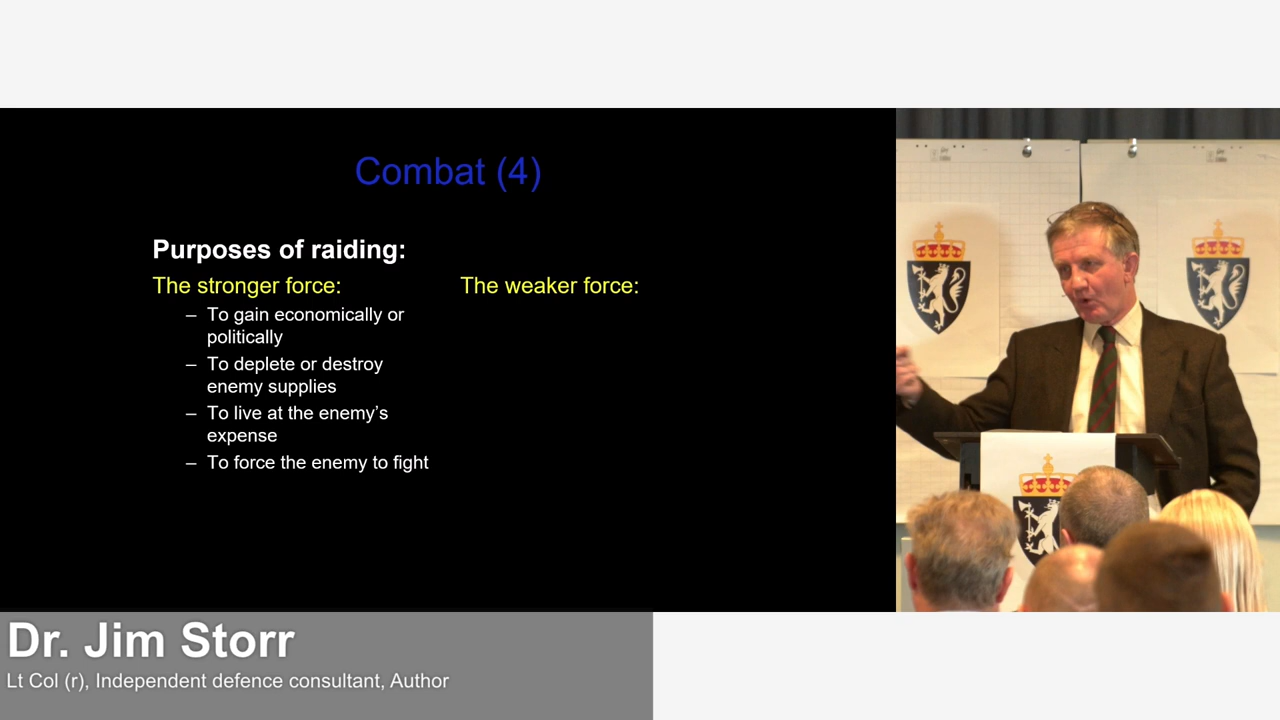 Combat (4)
Purposes of raiding:
The stronger force:
– To gain economically or
politically
– To deplete or destroy
enemy supplies
– To live at the enemy's
expense
– To force the enemy to fight
The weaker force:
Dr. Jim Storr
Lt Col (r), Independent defence consultant, Author